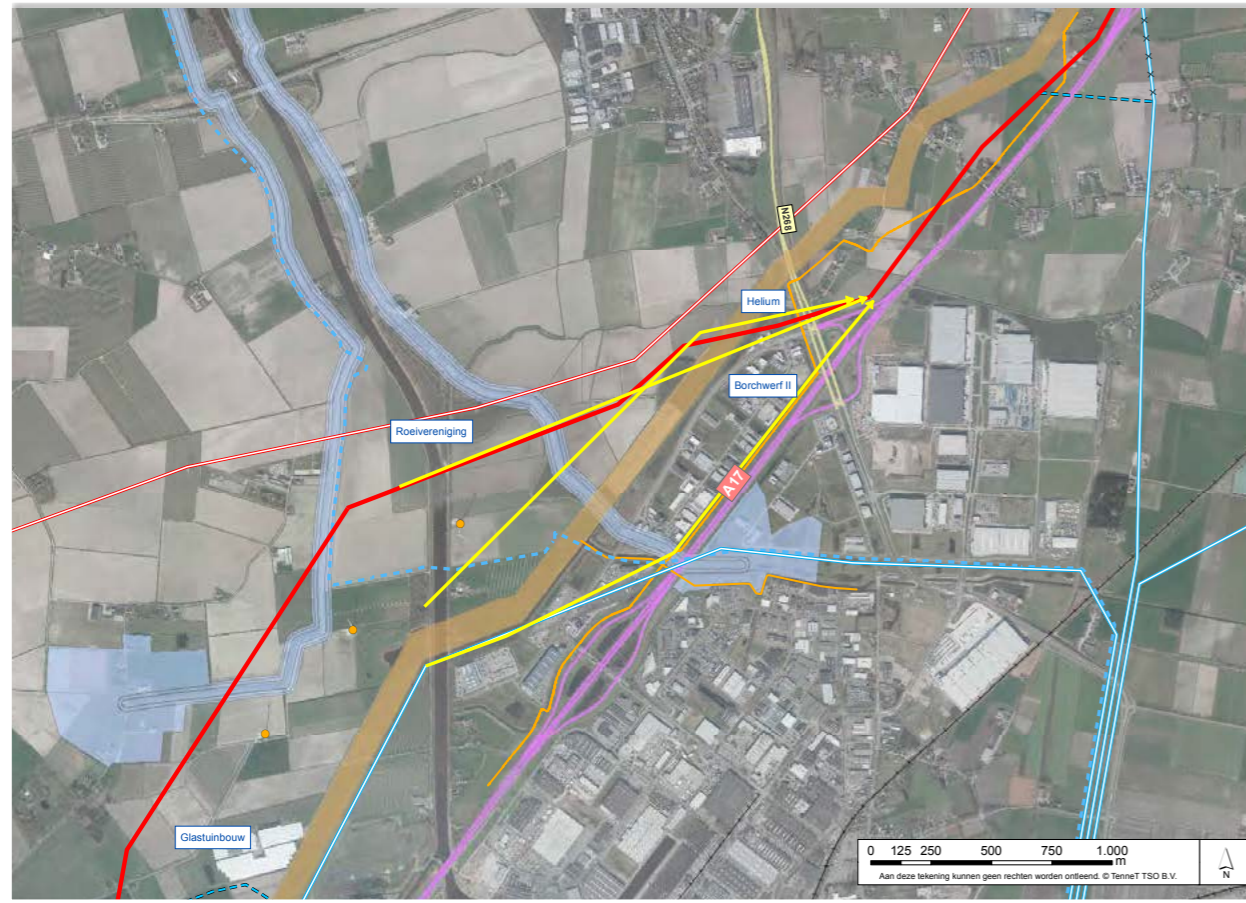 N268
Helium
Borchwerf II
Roeivereniging
A17
Glastuinbouw
0 125 250 500 750 1.000
m
Aan deze tekening kunnen geen rechten worden ontleend. © TenneT TSO B.V.
N